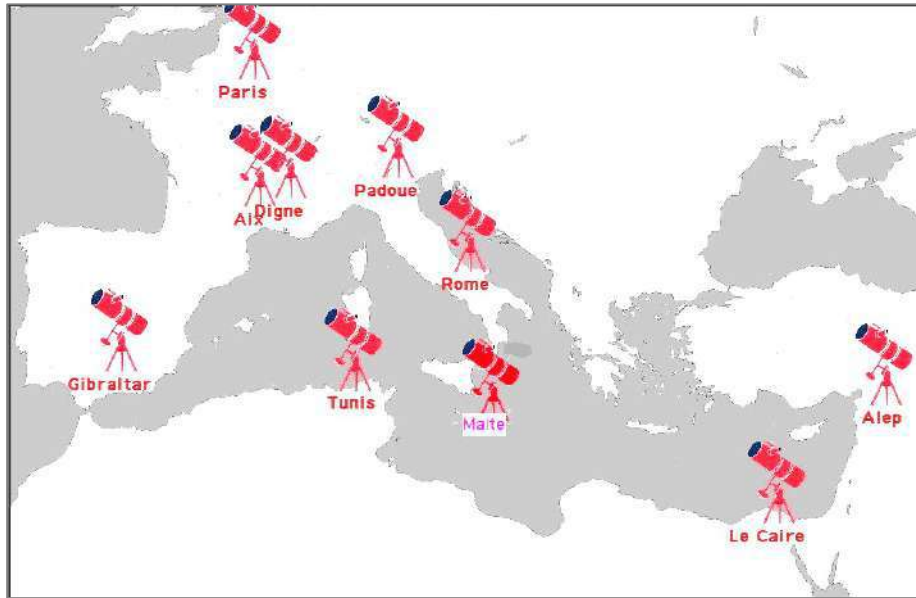 Paris
Padoue
Aix
Digne
Rome
Gibraltar
Tunis
Malte
Alep
Le Caire